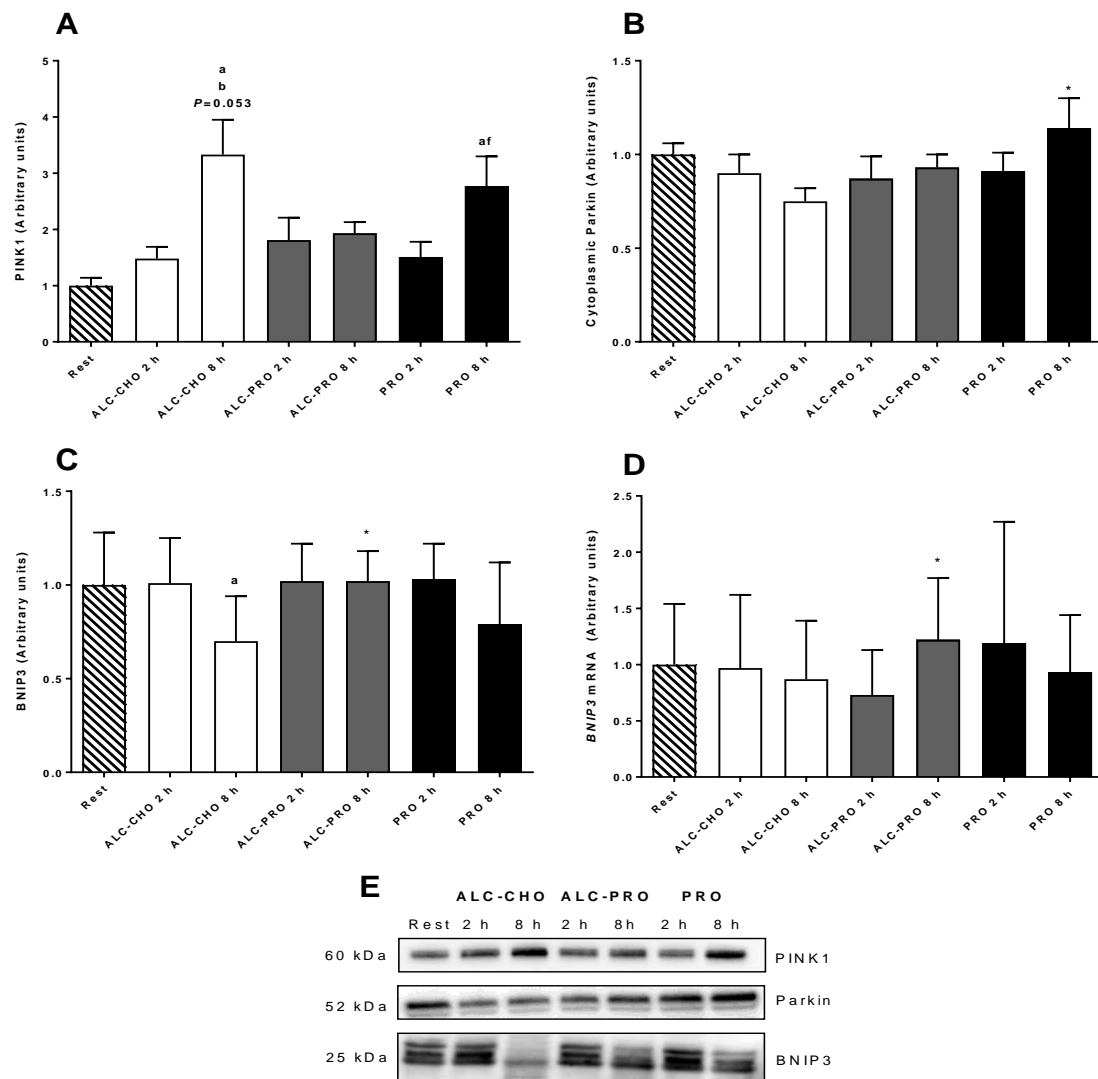 A
PINK1 (Arbitrary units)
5
4
3
2
1
0
a
b
P=0.053
af
Rest
ALC-CHO 2 h
ALC-CHO 8 h
ALC-PRO 2 h
ALC-PRO 8 h
PRO 2 h
PRO 8 h
B
Cytoplasmic Parkin (Arbitrary units)
1.5
1.0
0.5
0.0
*
Rest
ALC-CHO 2 h
ALC-CHO 8 h
ALC-PRO 2 h
ALC-PRO 8 h
PRO 2 h
PRO 8 h
C
BNIP3 (Arbitrary units)
1.5
1.0
0.5
0.0
a
*
Rest
ALC-CHO 2 h
ALC-CHO 8 h
ALC-PRO 2 h
ALC-PRO 8 h
PRO 2 h
PRO 8 h
D
BNIP3 mRNA (Arbitrary units)
2.5
2.0
1.5
1.0
0.5
0.0
*
Rest
ALC-CHO 2 h
ALC-CHO 8 h
ALC-PRO 2 h
ALC-PRO 8 h
PRO 2 h
PRO 8 h
E
ALC-CHO ALC-PRO PRO
Rest 2 h 8 h 2 h 8h 2 h 8 h
60 kDa PINK1
52 kDa Parkin
25 kDa BNIP3